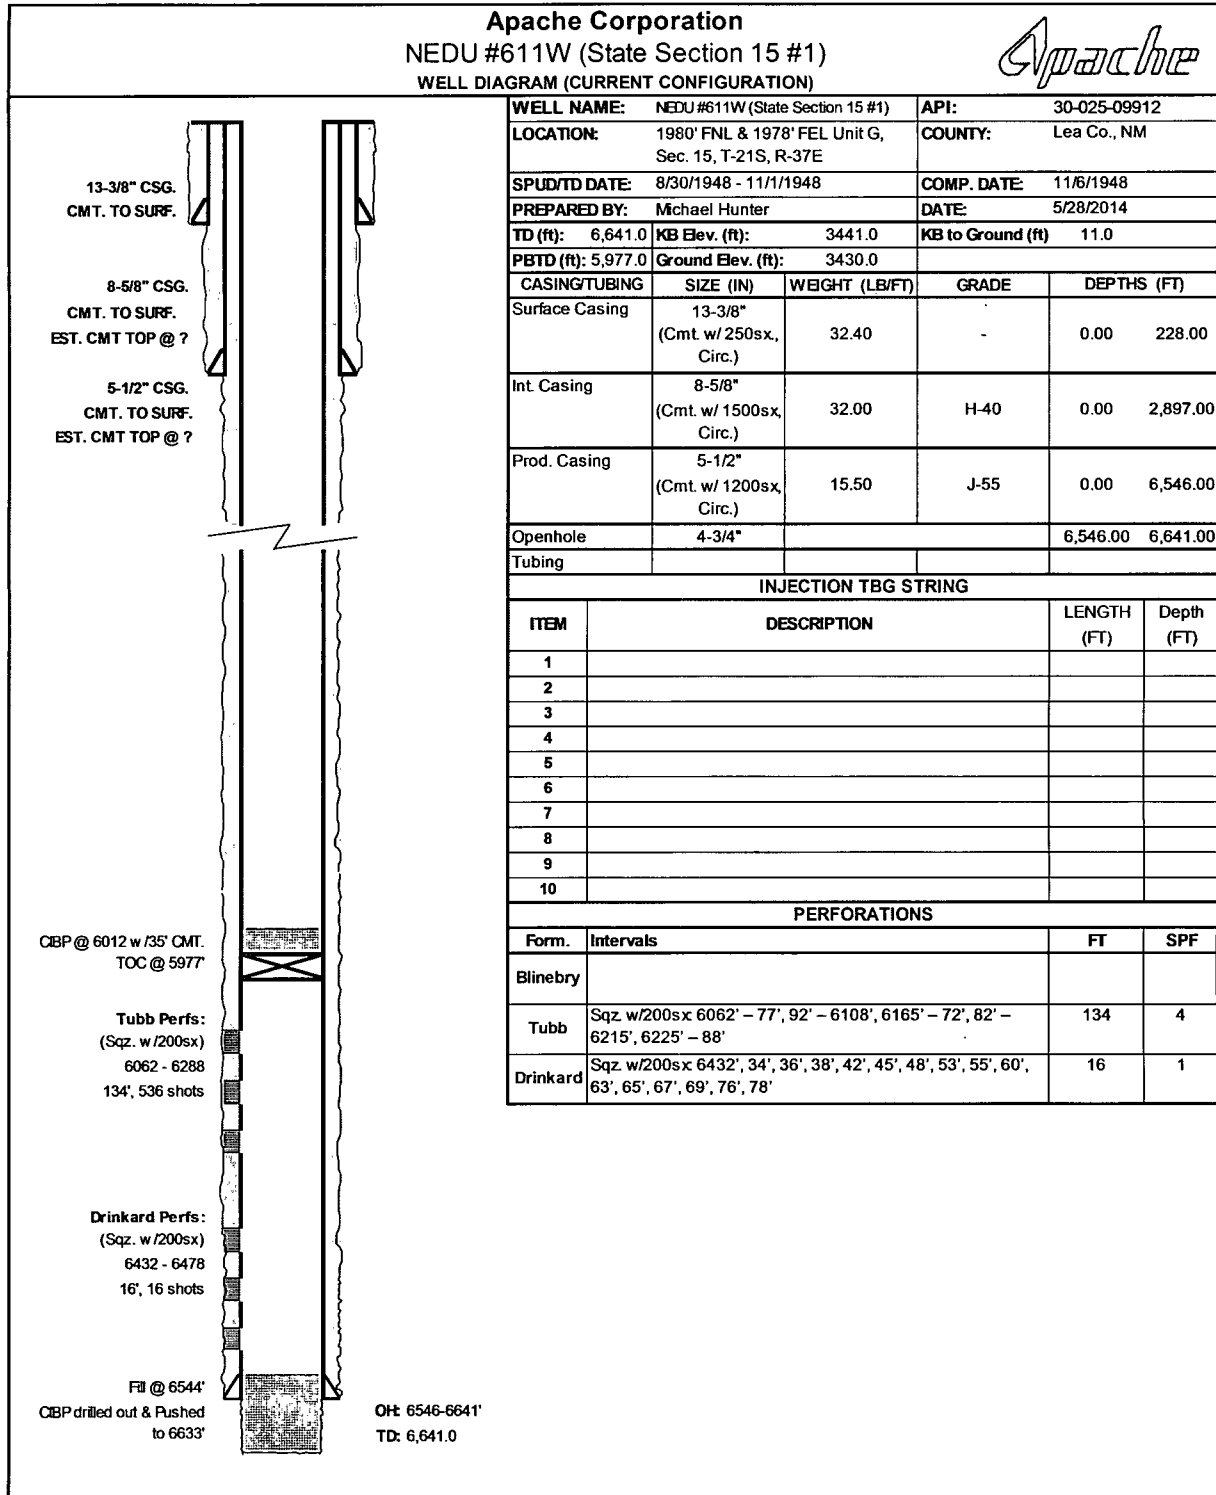 Apache Corporation
NEDU #611W (State Section 15 #1)
WELL DIAGRAM (CURRENT CONFIGURATION)
Apache
WELL NAME: NEDU #611W (State Section 15 #1) API: 30-025-09912
LOCATION: 1980' FNL & 1978' FEL Unit G, COUNTY: Lea Co., NM
Sec. 15, T-21S, R-37E
SPUD/TD DATE: 8/30/1948 - 11/1/1948 COMP. DATE: 11/6/1948
PREPARED BY: Michael Hunter DATE: 5/28/2014
TD (ft): 6,641.0 KB Elev. (ft): 3441.0 KB to Ground (ft) 11.0
PBTD (ft): 5,977.0 Ground Elev. (ft): 3430.0
CASING/TUBING SIZE (IN) WEIGHT (LB/FT) GRADE DEPTHS (FT)
Surface Casing 13-3/8"
(Cmt. w/ 250sx., 32.40 - 0.00 228.00
Circ.)
Int. Casing 8-5/8"
(Cmt. w/ 1500sx, 32.00 H-40 0.00 2,897.00
Circ.)
Prod. Casing 5-1/2"
(Cmt. w/ 1200sx, 15.50 J-55 0.00 6,546.00
Circ.)
Openhole 4-3/4" 6,546.00 6,641.00
Tubing
INJECTION TBG STRING
ITEM DESCRIPTION LENGTH Depth
(FT) (FT)
1
2
3
4
5
6
7
8
9
10
PERFORATIONS
Form. Intervals FT SPF
Blinebry
Tubb Sqz. w/200sx: 6062' – 77', 92' – 6108', 6165' – 72', 82' – 134 4
6215', 6225' – 88'
Drinkard Sqz. w/200sx: 6432', 34', 36', 38', 42', 45', 48', 53', 55', 60', 16 1
63', 65', 67', 69', 76', 78'
13-3/8" CSG.
CMT. TO SURF.
8-5/8" CSG.
CMT. TO SURF.
EST. CMT TOP @ ?
5-1/2" CSG.
CMT. TO SURF.
EST. CMT TOP @ ?
CIBP @ 6012 w /35' CMT.
TOC @ 5977'
Tubb Perfs:
(Sqz. w /200sx)
6062 - 6288
134', 536 shots
Drinkard Perfs:
(Sqz. w /200sx)
6432 - 6478
16', 16 shots
Fill @ 6544'
CIBP drilled out & Pushed
to 6633'
OH: 6546-6641'
TD: 6,641.0